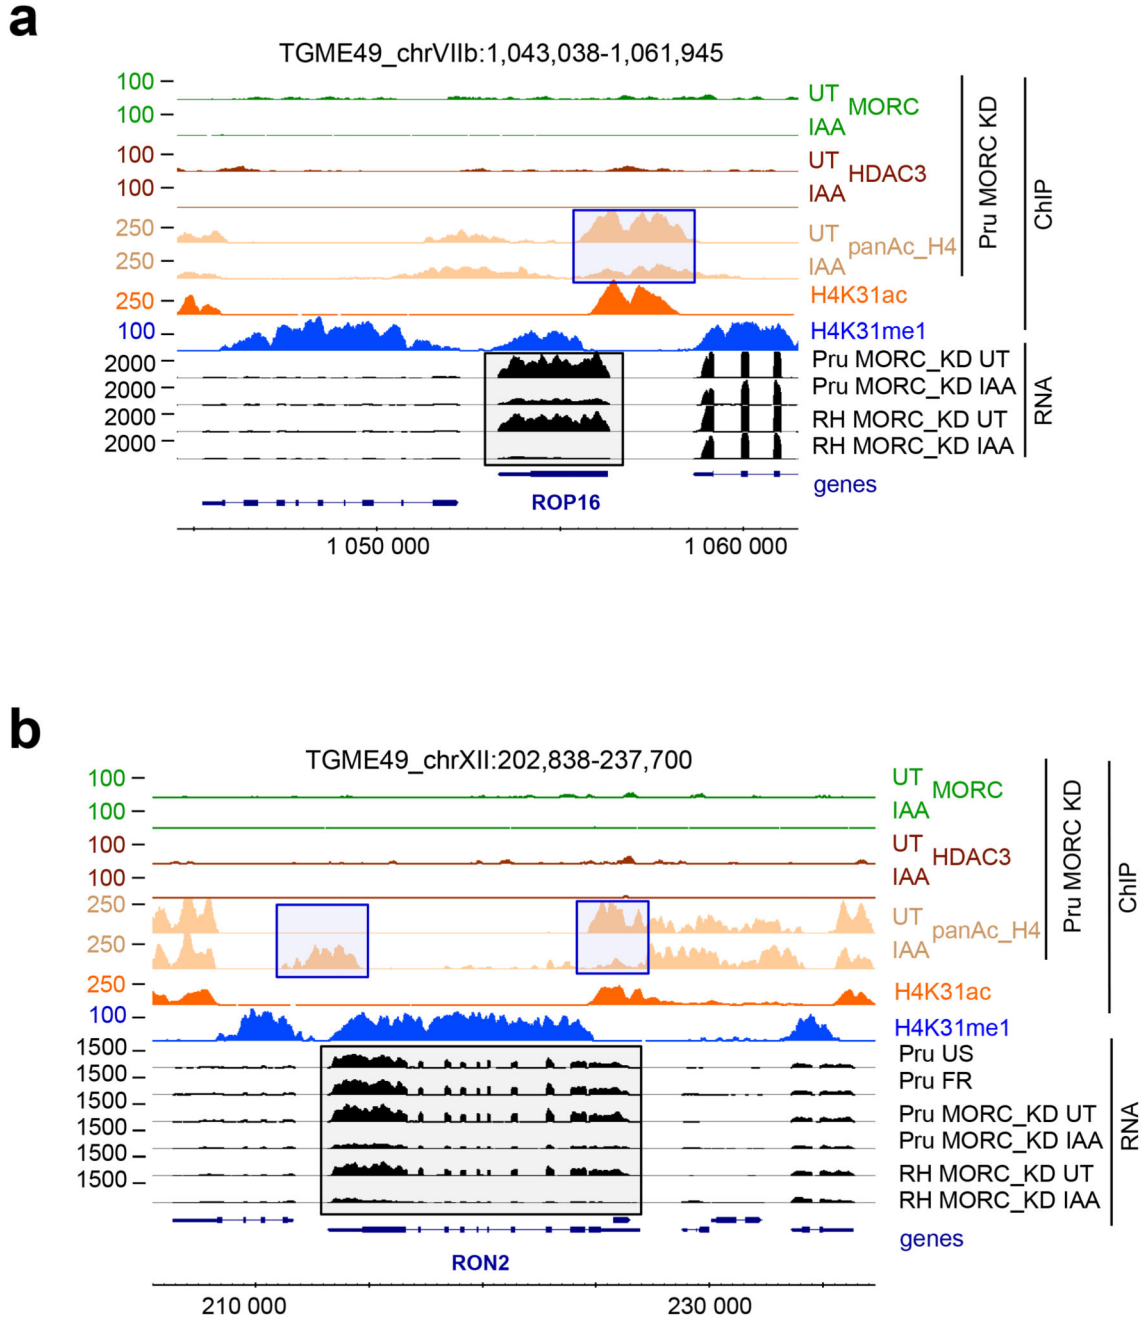 a
TGME49_chrVIIb:1,043,038-1,061,945
100
UT
MORC
100
IAA
100
UT
HDAC3
100
IAA
250
UT
panAc_H4
250
IAA
250
H4K31ac
100
H4K31me1
2000
Pru MORC_KD UT
2000
Pru MORC_KD IAA
2000
RH MORC_KD UT
2000
RH MORC_KD IAA
genes
ROP16
1 050 000
1 060 000
Pru MORC KD
ChIP
RNA
b
TGME49_chrXII:202,838-237,700
100
UT
MORC
100
IAA
100
UT
HDAC3
100
IAA
250
UT
panAc_H4
250
IAA
250
H4K31ac
100
H4K31me1
1500
Pru US
1500
Pru FR
1500
Pru MORC_KD UT
1500
Pru MORC_KD IAA
1500
RH MORC_KD UT
1500
RH MORC_KD IAA
genes
RON2
210 000
230 000
Pru MORC KD
ChIP
RNA